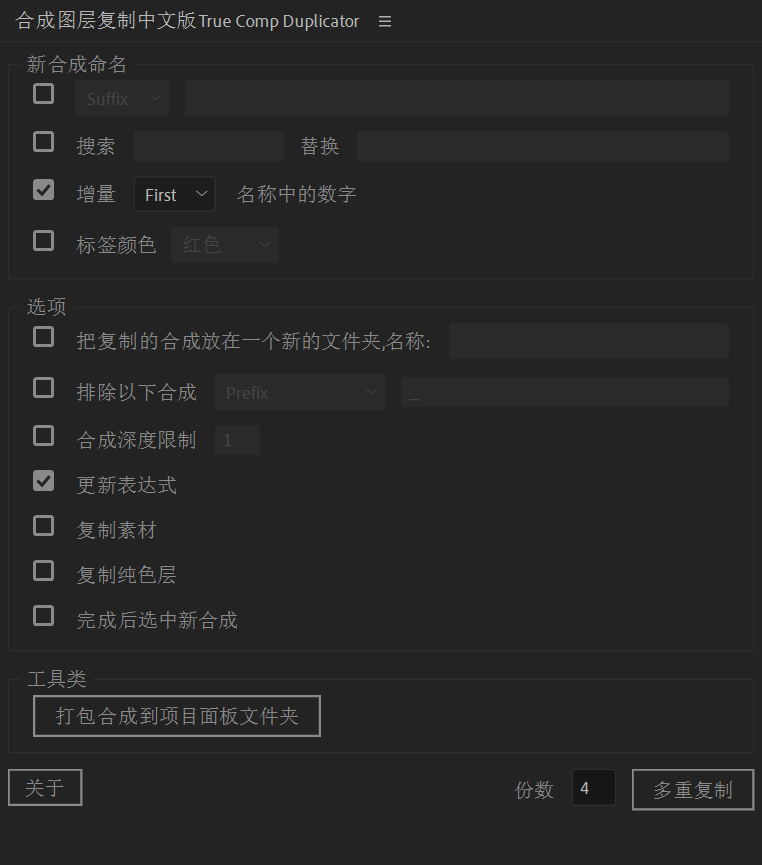 合成图层复制中文版True Comp Duplicator
新合成命名
Suffix
搜索 替换
增量 First 名称中的数字
标签颜色 红色
选项
把复制的合成放在一个新的文件夹,名称:
排除以下合成 Prefix _
合成深度限制 1
更新表达式
复制素材
复制纯色层
完成后选中新合成
工具类
打包合成到项目面板文件夹
关于 份数 4 多重复制